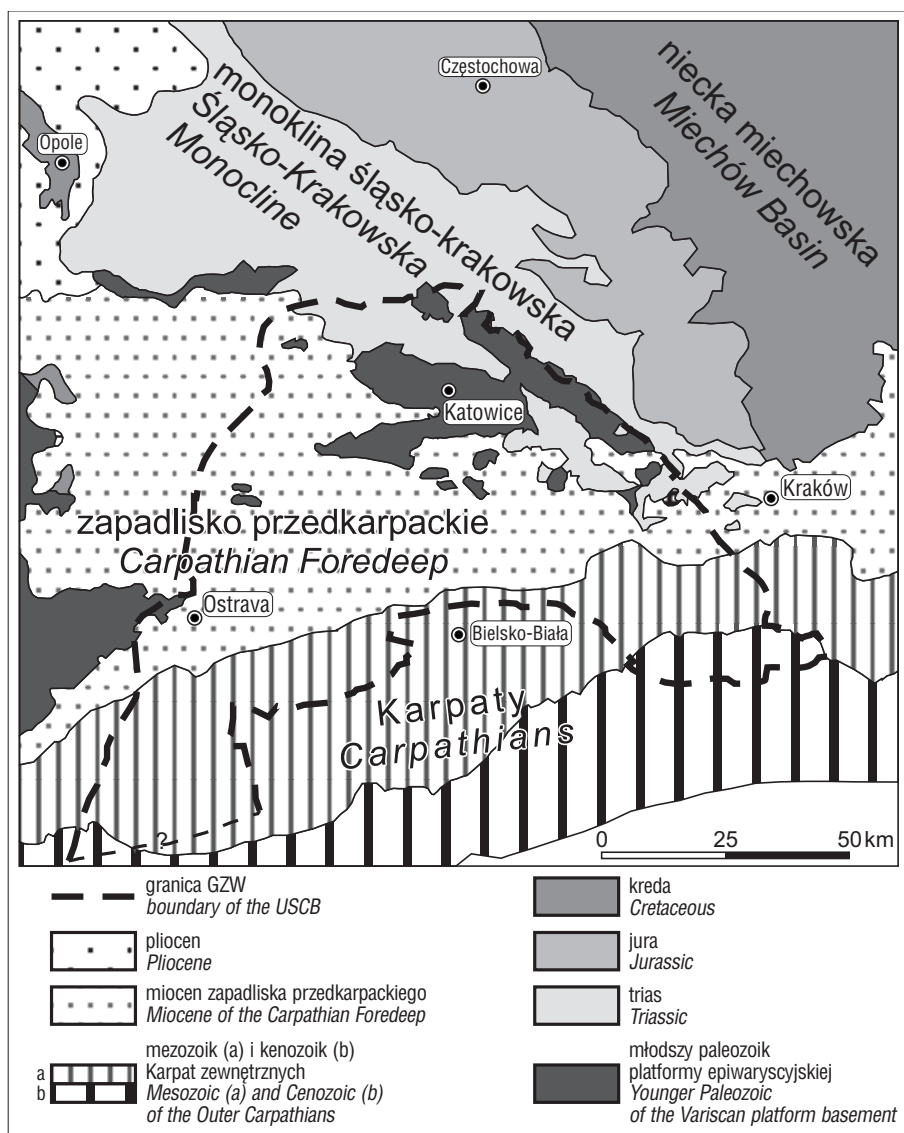 Częstochowa
niecka miechowska
Miechów Basin
monoklina śląsko-krakowska
Śląsko-Krakowska
Monocline
Opole
Katowice
Kraków
zapadlisko przedkarpackie
Carpathian Foredeep
Ostrava
Bielsko-Biała
Karpaty
Carpathians
?
0 25 50 km
granica GZW
boundary of the USCB
pliocen
Pliocene
miocen zapadliska przedkarpackiego
Miocene of the Carpathian Foredeep
mezozoik (a) i kenozoik (b)
a Karpat zewnętrznych
b Mesozoic (a) and Cenozoic (b)
of the Outer Carpathians
kreda
Cretaceous
jura
Jurassic
trias
Triassic
młodszy paleozoik
platformy epiwaryscyjskiej
Younger Paleozoic
of the Variscan platform basement